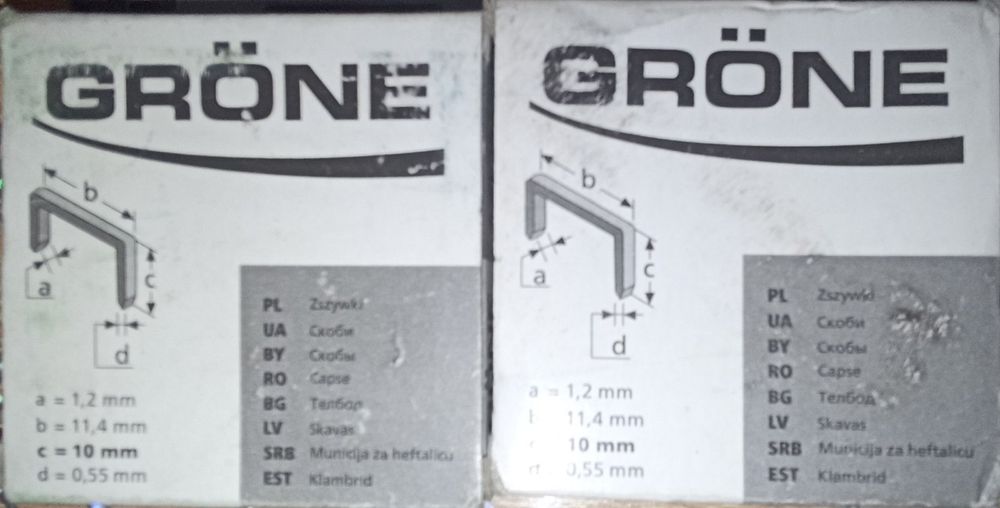 GRÖNE
b
a
c
d
a = 1,2 mm
b = 11,4 mm
c = 10 mm
d = 0,55 mm
PL Zszywki
UA Скоби
BY Скобы
RO Capse
BG Телбод
LV Skavas
SRB Municija za heftalicu
EST Klambrid
GRÖNE
b
a
c
d
a = 1,2 mm
11,4 mm
10 mm
0,55 mm
PL Zszywki
UA Скоби
BY Скобы
RO Capse
BG Телбод
LV Skavas
SRB Municija za heftalicu
EST Klambrid